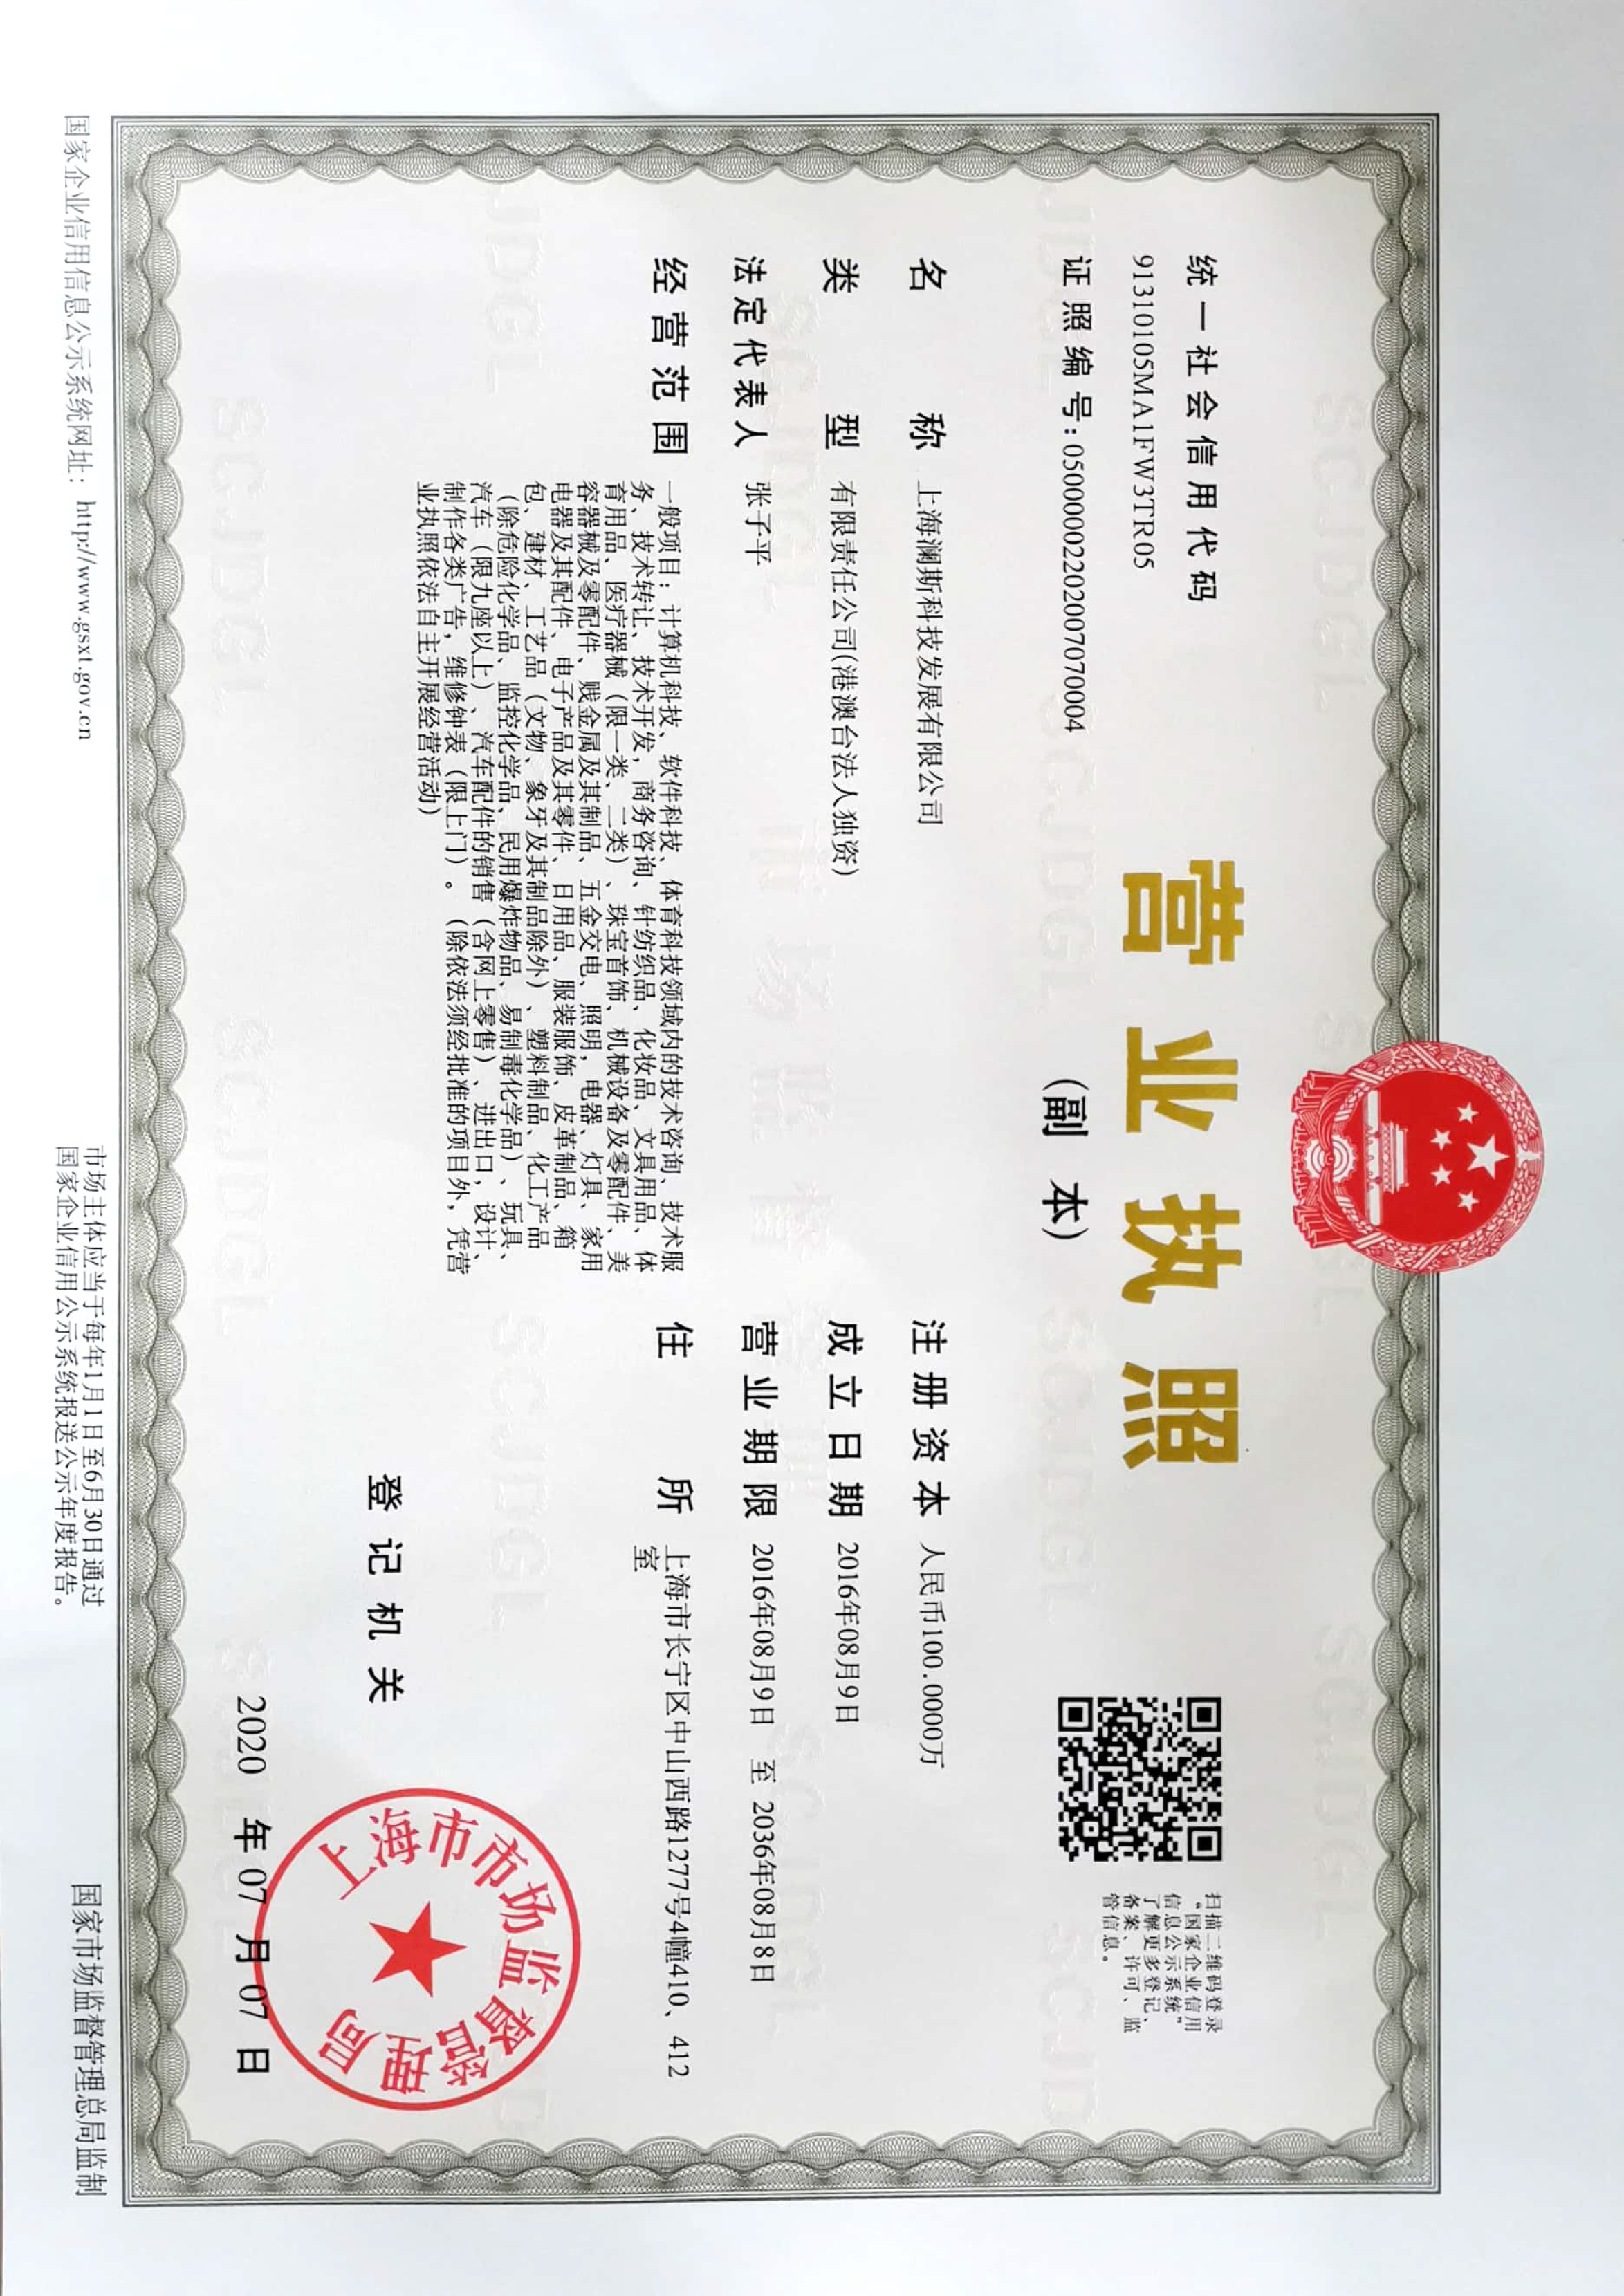 统一社会信用代码
91310105MA1FW3TR05
证照编号：05000002202007070004
营业执照
（副 本）
扫描二维码登录
“国家企业信用
信息公示系统”
了解更多登记、
备案、许可、监
管信息。
名称 上海澜斯科技发展有限公司
类型 有限责任公司(港澳台法人独资)
法定代表人 张子平
经营范围 一般项目：计算机科技、软件科技、体育科技领域内的技术咨询、技术服
务、技术转让、技术开发，商务咨询、针纺织品、化妆品、文具用品、体
育用品、医疗器械（限一类、二类）、珠宝首饰、机械设备及零配件、美
容器械及零配件、贱金属及其制品、五金交电、照明，电器、灯具、家用
电器及其配件、电子产品及其零件、日用品、服装服饰、皮革制品、箱
包、建材、工艺品（文物、象牙及其制品除外）、塑料制品、化工产品
（除危险化学品、监控化学品、民用爆炸物品、易制毒化学品）、玩具、
汽车（限九座以上）、汽车配件的销售（含网上零售）、进出口，设计、
制作各类广告，维修钟表（限上门）。（除依法须经批准的项目外，凭营
业执照依法自主开展经营活动）
注册资本 人民币100.0000万
成立日期 2016年08月9日
营业期限 2016年08月9日 至 2036年08月8日
住所 上海市长宁区中山西路1277号4幢410、412
室
登记机关
上海市市场监督管理局
2020 年 07 月 07 日
国家企业信用信息公示系统网址：http://www.gsxt.gov.cn
市场主体应当于每年1月1日至6月30日通过
国家企业信用公示系统报送公示年度报告。
国家市场监督管理总局监制